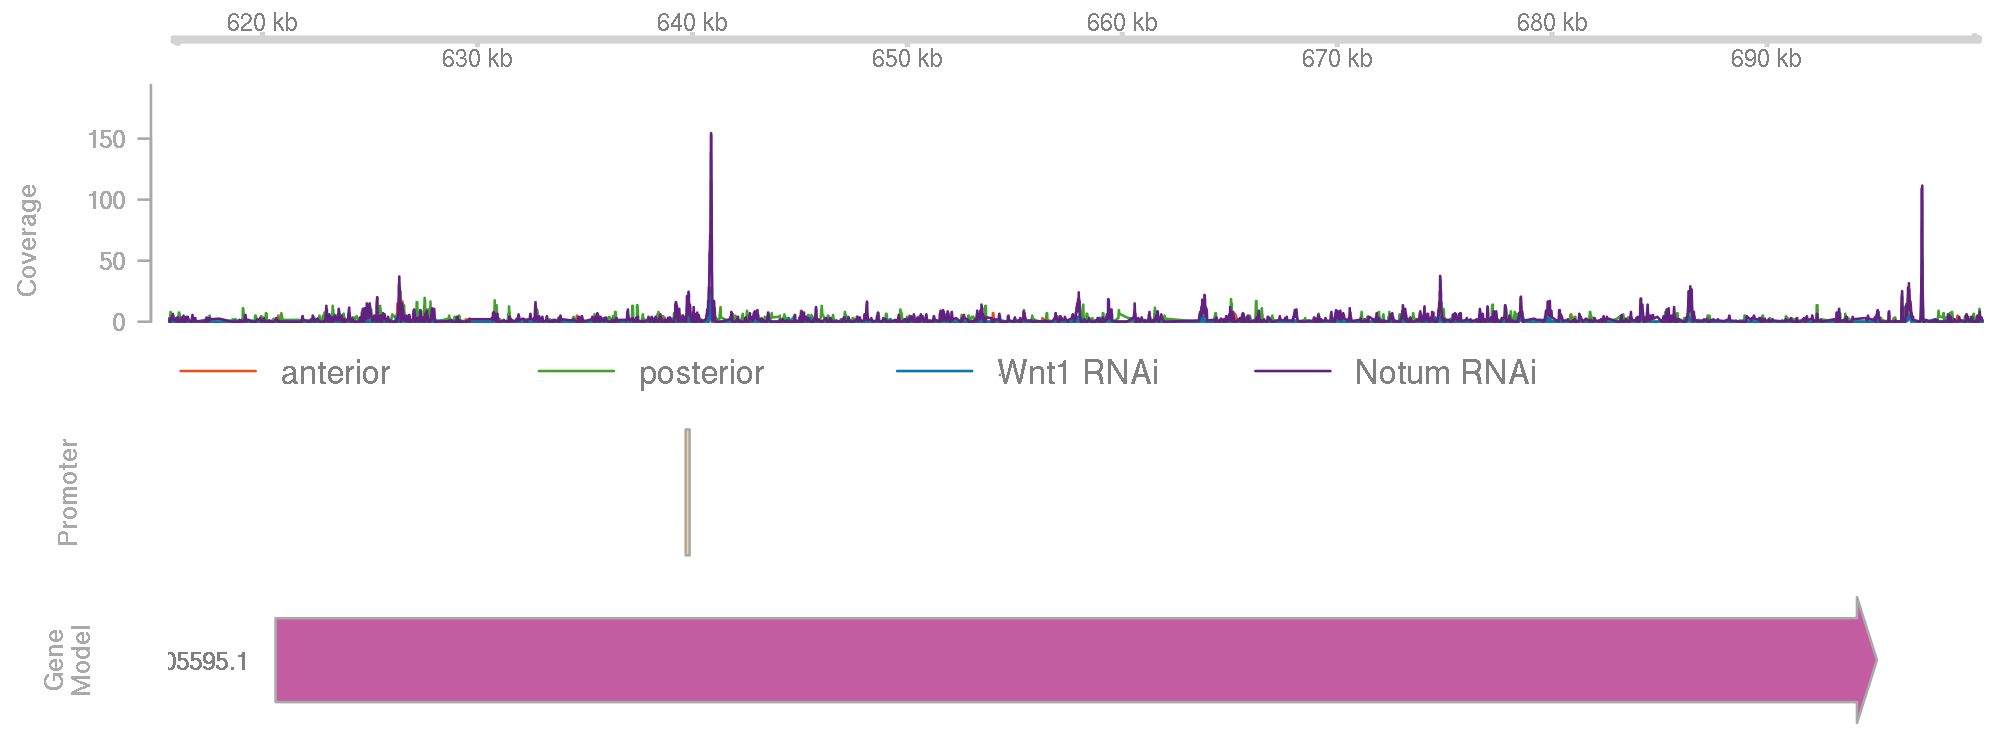 620 kb 640 kb 660 kb 680 kb
630 kb 650 kb 670 kb 690 kb
Coverage
150
100
50
0
anterior posterior Wnt1 RNAi Notum RNAi
Promoter
Gene
Model
05595.1